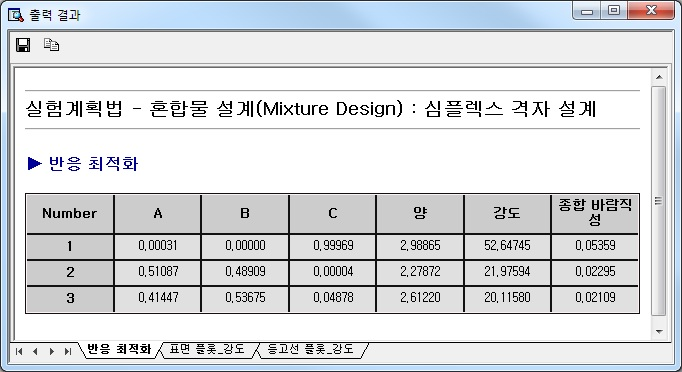 출력 결과
실험계획법 - 혼합물 설계(Mixture Design) : 심플렉스 격자 설계
▶ 반응 최적화
Number A B C 양 강도 종합 바람직
성
1 0,00031 0,00000 0,99969 2,98865 52,64745 0,05359
2 0,51087 0,48909 0,00004 2,27872 21,97594 0,02295
3 0,41447 0,53675 0,04878 2,61220 20,11580 0,02109
반응 최적화 표면 플롯_강도 등고선 플롯_강도